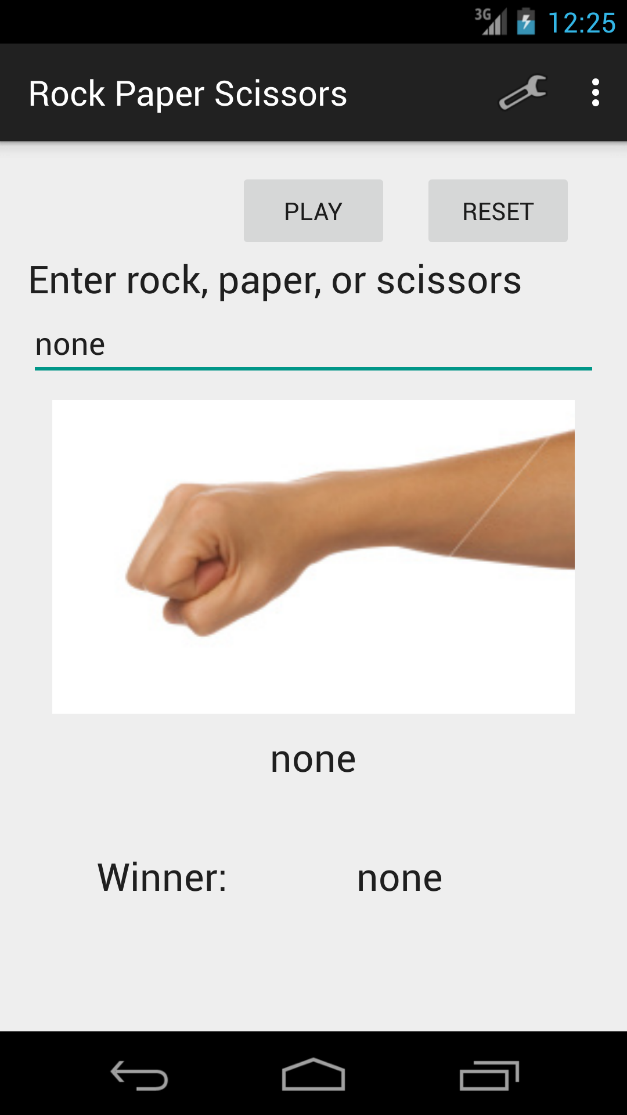 3G 12:25
Rock Paper Scissors
PLAY RESET
Enter rock, paper, or scissors
none
none
Winner: none